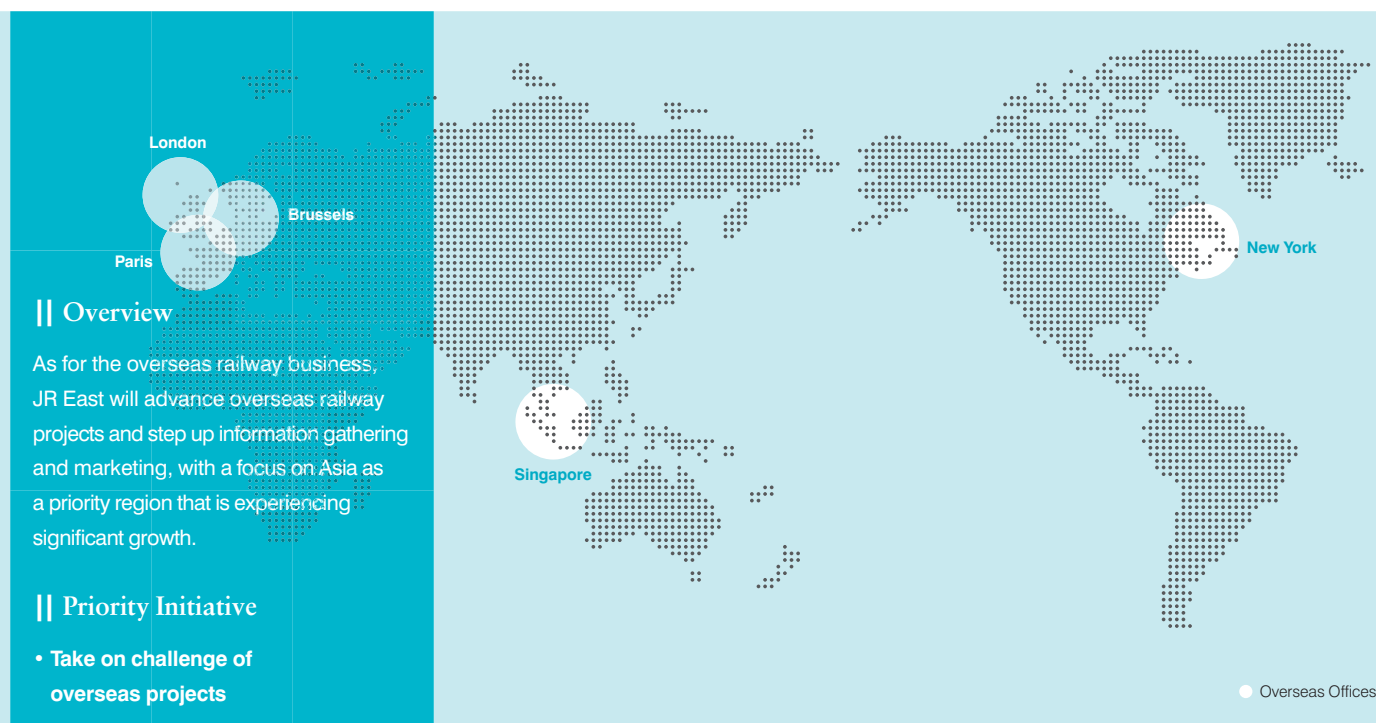 London
Brussels
Paris
New York
Singapore
Overview
As for the overseas railway business,
JR East will advance overseas railway
projects and step up information gathering
and marketing, with a focus on Asia as
a priority region that is experiencing
significant growth.
Priority Initiative
• Take on challenge of
overseas projects
Overseas Offices